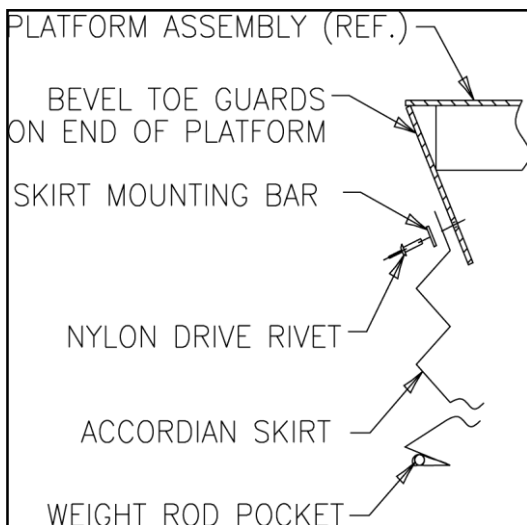 PLATFORM ASSEMBLY (REF.)
BEVEL TOE GUARDS
ON END OF PLATFORM
SKIRT MOUNTING BAR
NYLON DRIVE RIVET
ACCORDIAN SKIRT
WEIGHT ROD POCKET